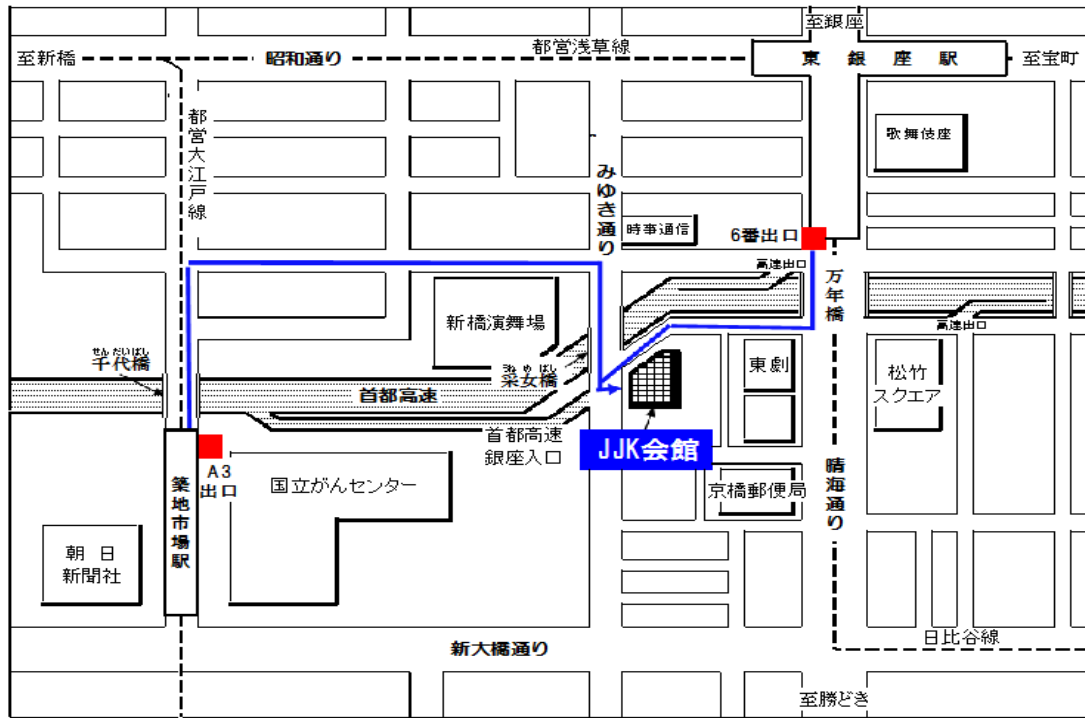 至銀座
都営浅草線
至新橋
昭和通り
東銀座駅
至宝町
都営大江戸線
歌舞伎座
みゆき通り
時事通信
6番出口
高速出口
万年橋
新橋演舞場
高速出口
せんだいばし
千代橋
うねめばし
采女橋
東劇
松竹
スクエア
首都高速
首都高速
銀座入口
JJK会館
A3
出口
国立がんセンター
京橋郵便局
晴海通り
築地市場駅
朝日
新聞社
日比谷線
新大橋通り
至勝どき